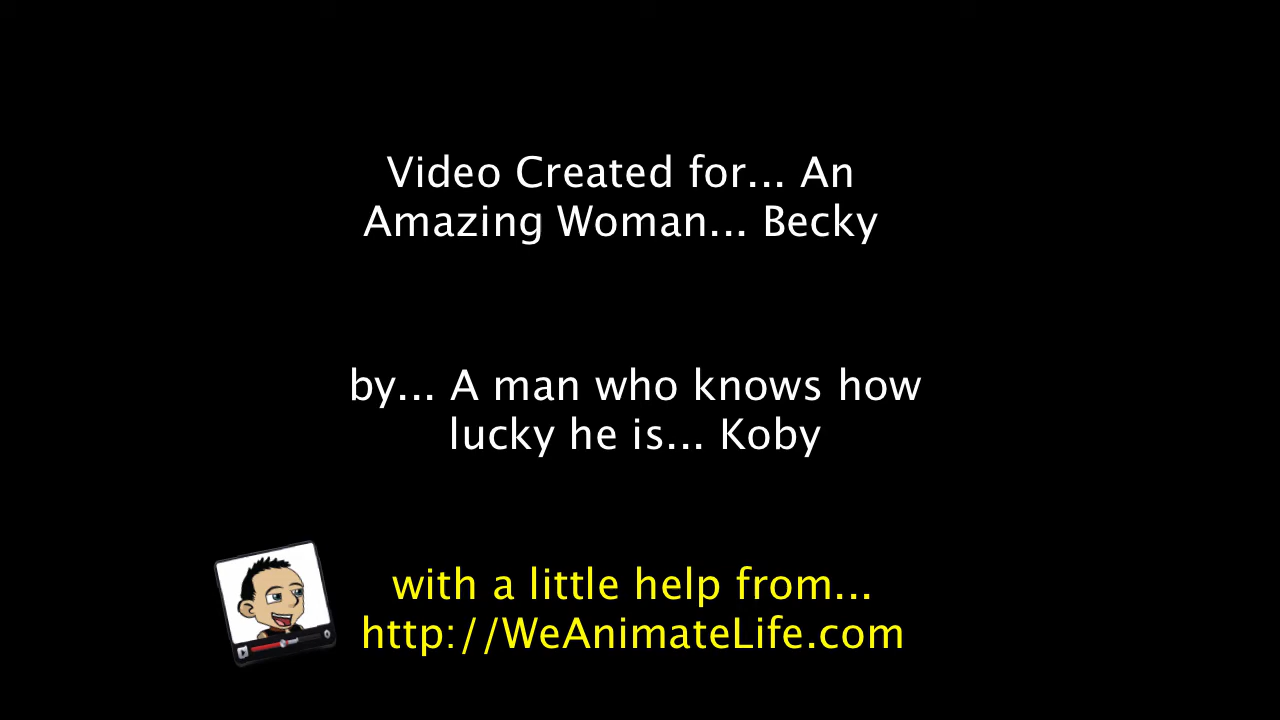 Video Created for... An
Amazing Woman... Becky
by... A man who knows how
lucky he is... Koby
with a little help from...
http://WeAnimateLife.com